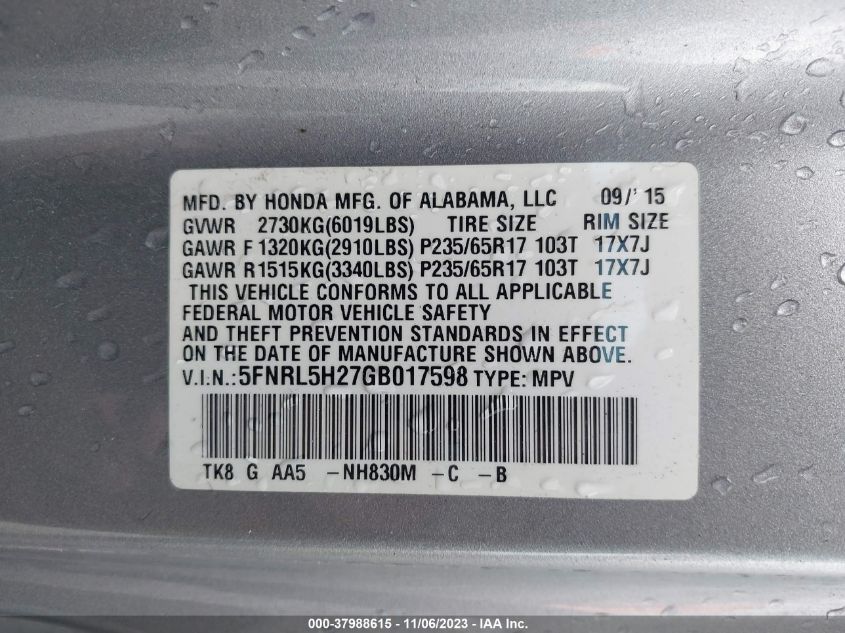 MFD. BY HONDA MFG. OF ALABAMA, LLC 09/' 15
GVWR 2730KG(6019LBS) TIRE SIZE RIM SIZE
GAWR F 1320KG(2910LBS) P235/65R17 103T 17X7J
GAWR R1515KG(3340LBS) P235/65R17 103T 17X7J
THIS VEHICLE CONFORMS TO ALL APPLICABLE
FEDERAL MOTOR VEHICLE SAFETY
AND THEFT PREVENTION STANDARDS IN EFFECT
ON THE DATE OF MANUFACTURE SHOWN ABOVE.
V.I.N.: 5FNRL5H27GB017598 TYPE: MPV
TK8 G AA5 -NH830M -C -B
000-37988615 - 11/06/2023 - IAA Inc.